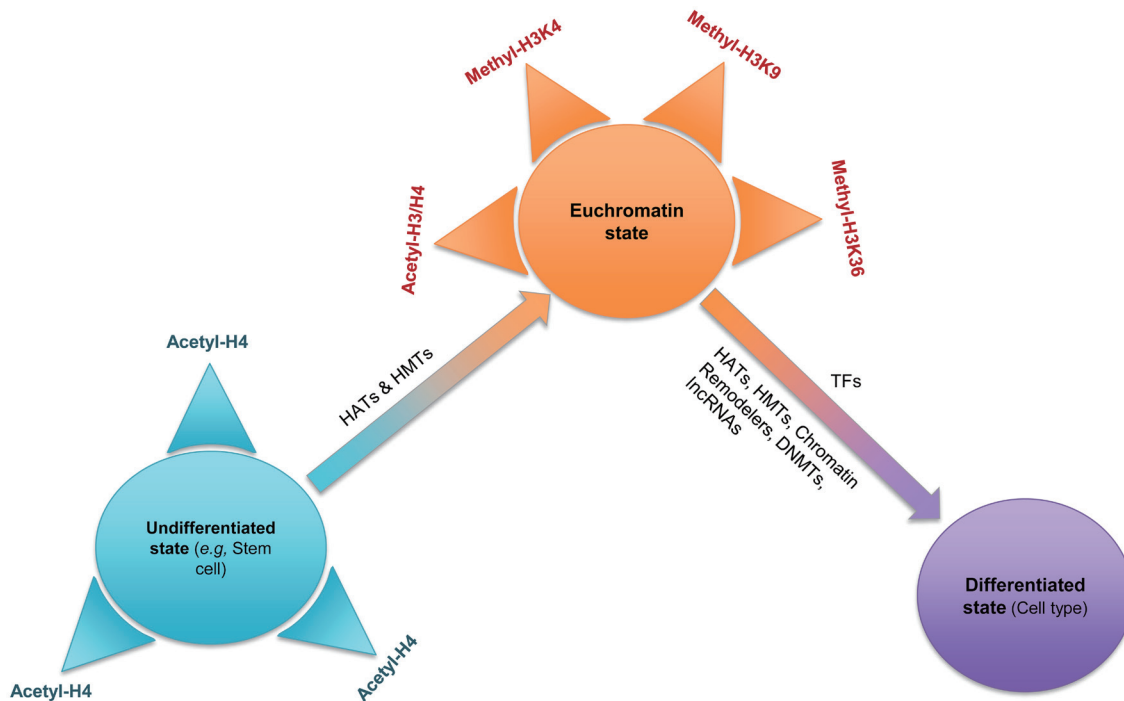 Methyl-H3K4
Methyl-H3K9
Acetyl-H3/H4
Euchromatin
state
Methyl-H3K36
Acetyl-H4
HATs & HMTs
TFs
HATs, HMTs, Chromatin
Remodelers, DNMTs,
lncRNAs
Undifferentiated
state (e.g, Stem
cell)
Differentiated
state (Cell type)
Acetyl-H4
Acetyl-H4